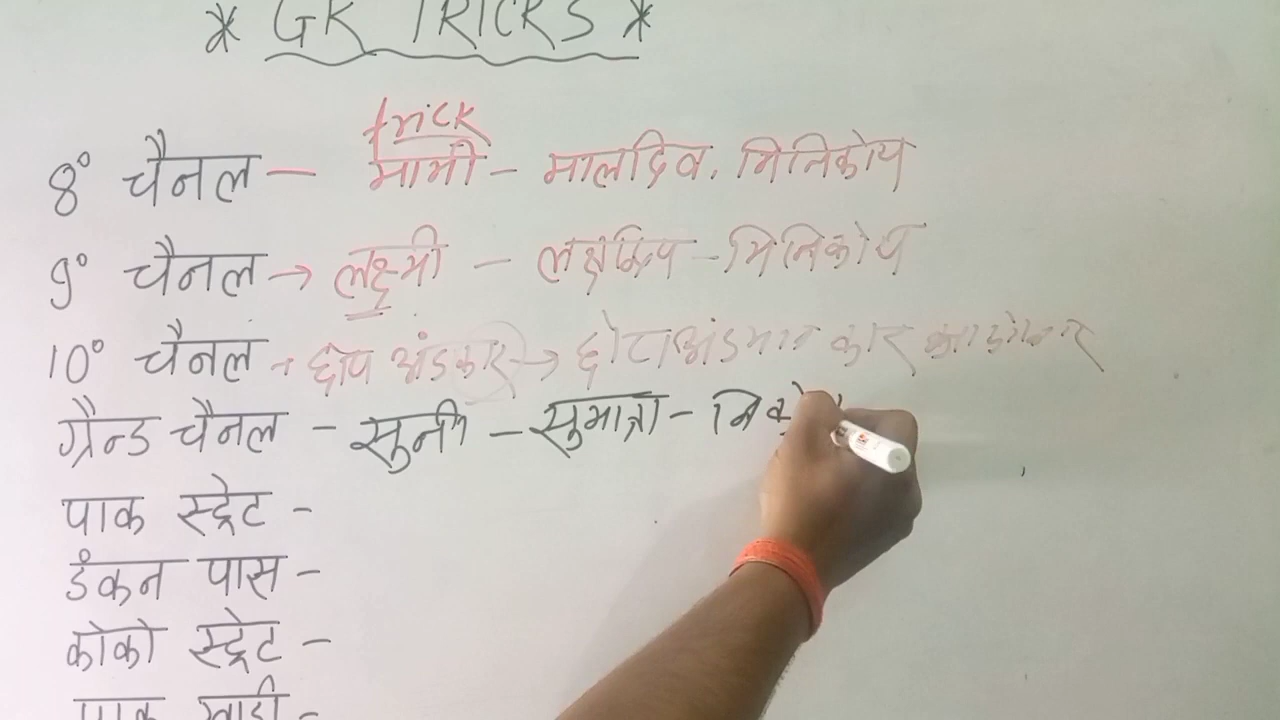 * GK TRICKS *
trick
8° चैनल — मामी - मालदिव, मिनिकोय
9° चैनल → लक्ष्मी - लक्षद्विप - मिनिकोय
10° चैनल → छोप अंडकार → छोटा अंडमान कार
ग्रैन्ड चैनल - सुनी - सुमात्रा -
पाक स्ट्रेट -
डंकन पास -
कोको स्ट्रेट -
पाक खाडी -